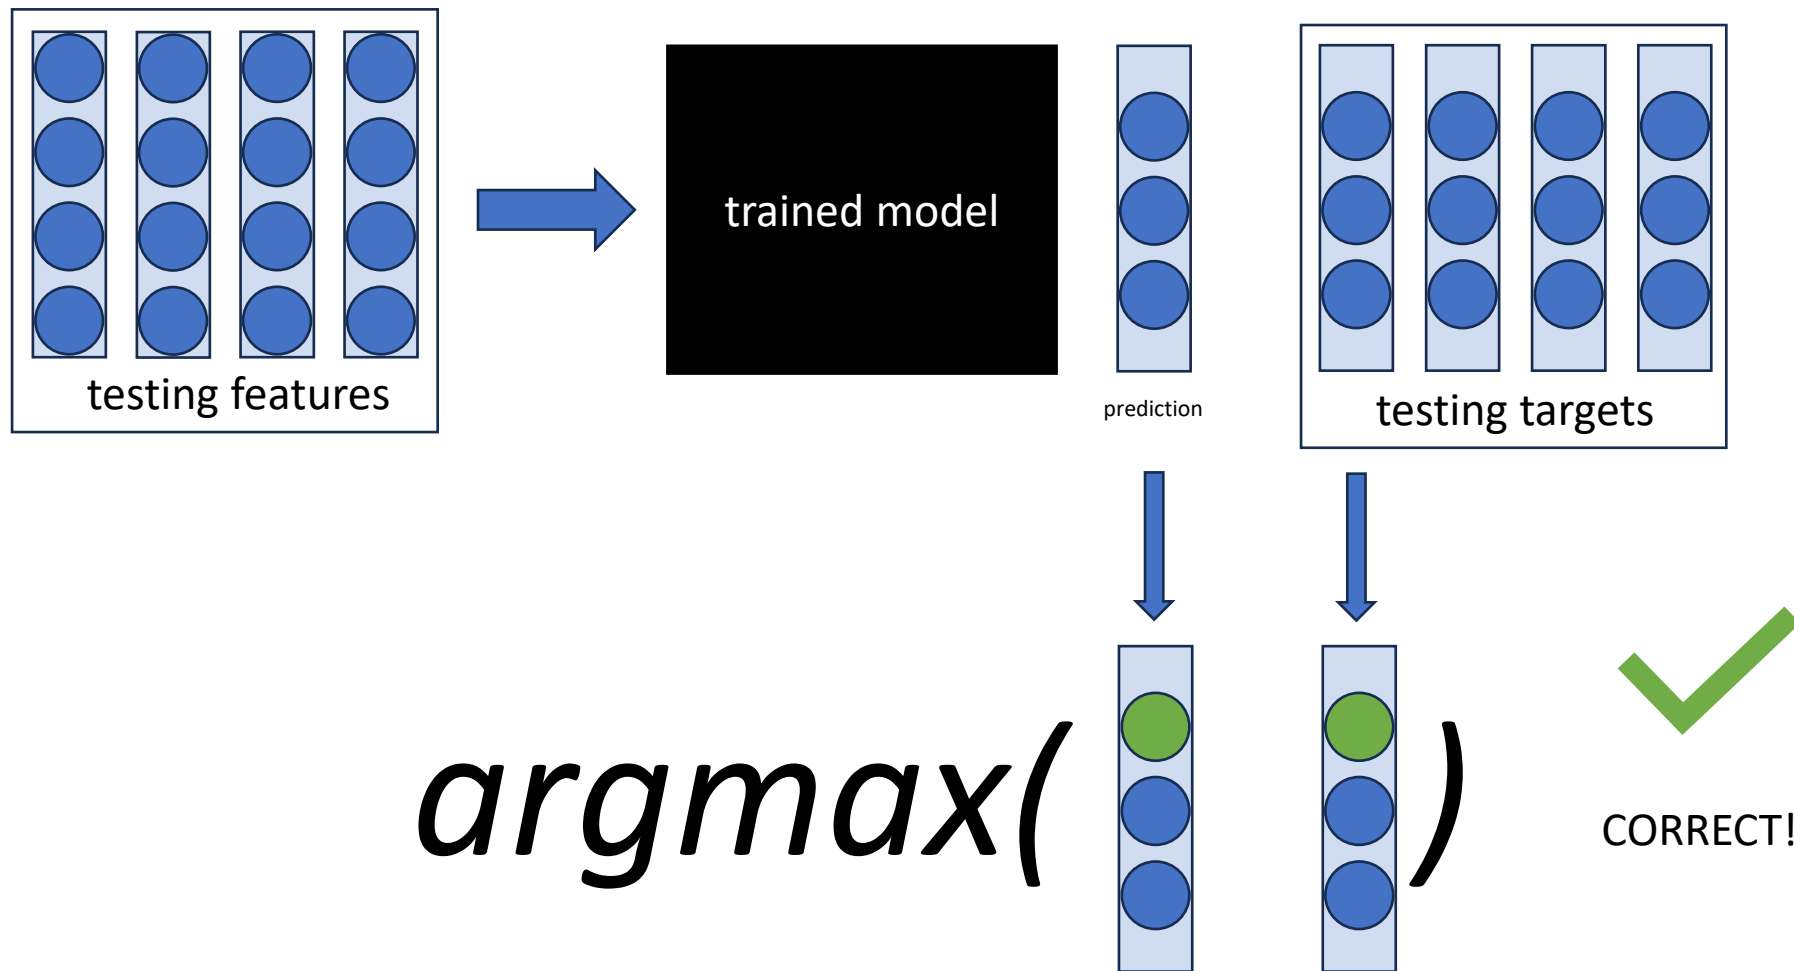 testing features
trained model
prediction
testing targets
argmax( )
CORRECT!